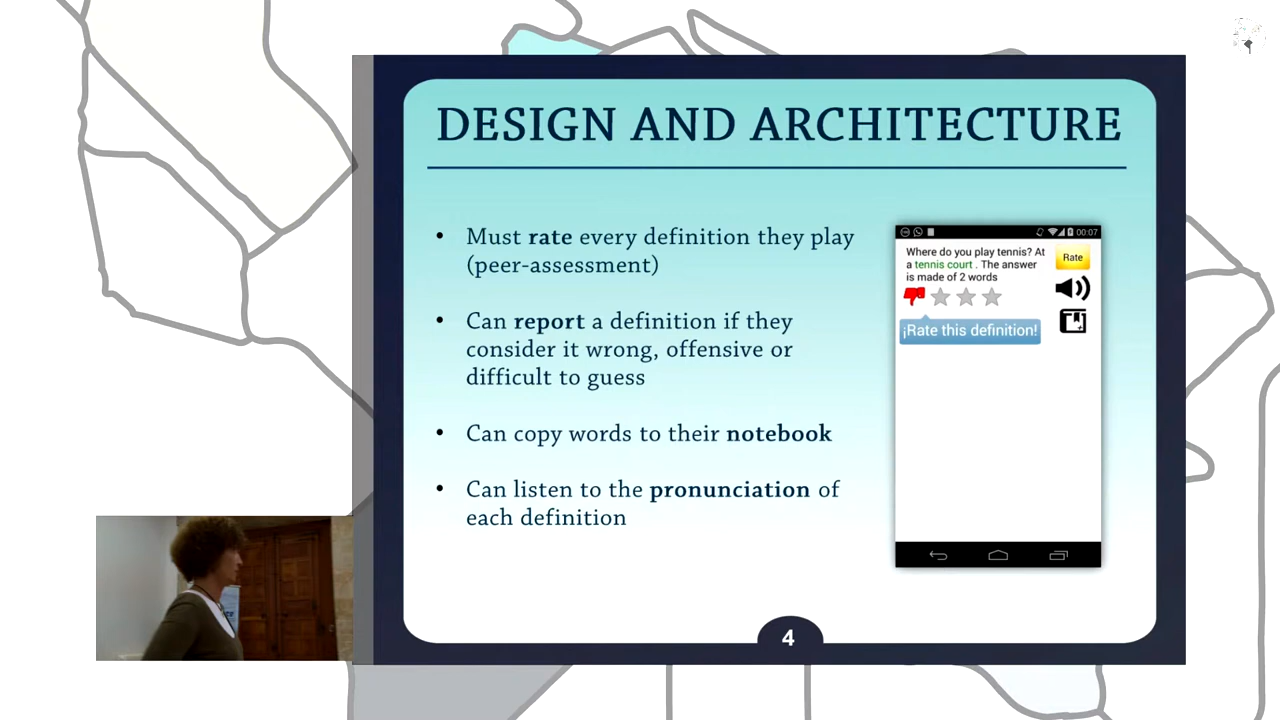 DESIGN AND ARCHITECTURE
• Must rate every definition they play
(peer-assessment)
• Can report a definition if they
consider it wrong, offensive or
difficult to guess
• Can copy words to their notebook
• Can listen to the pronunciation of
each definition
00:07
Where do you play tennis? At
a tennis court . The answer
is made of 2 words
Rate
¡Rate this definition!
4